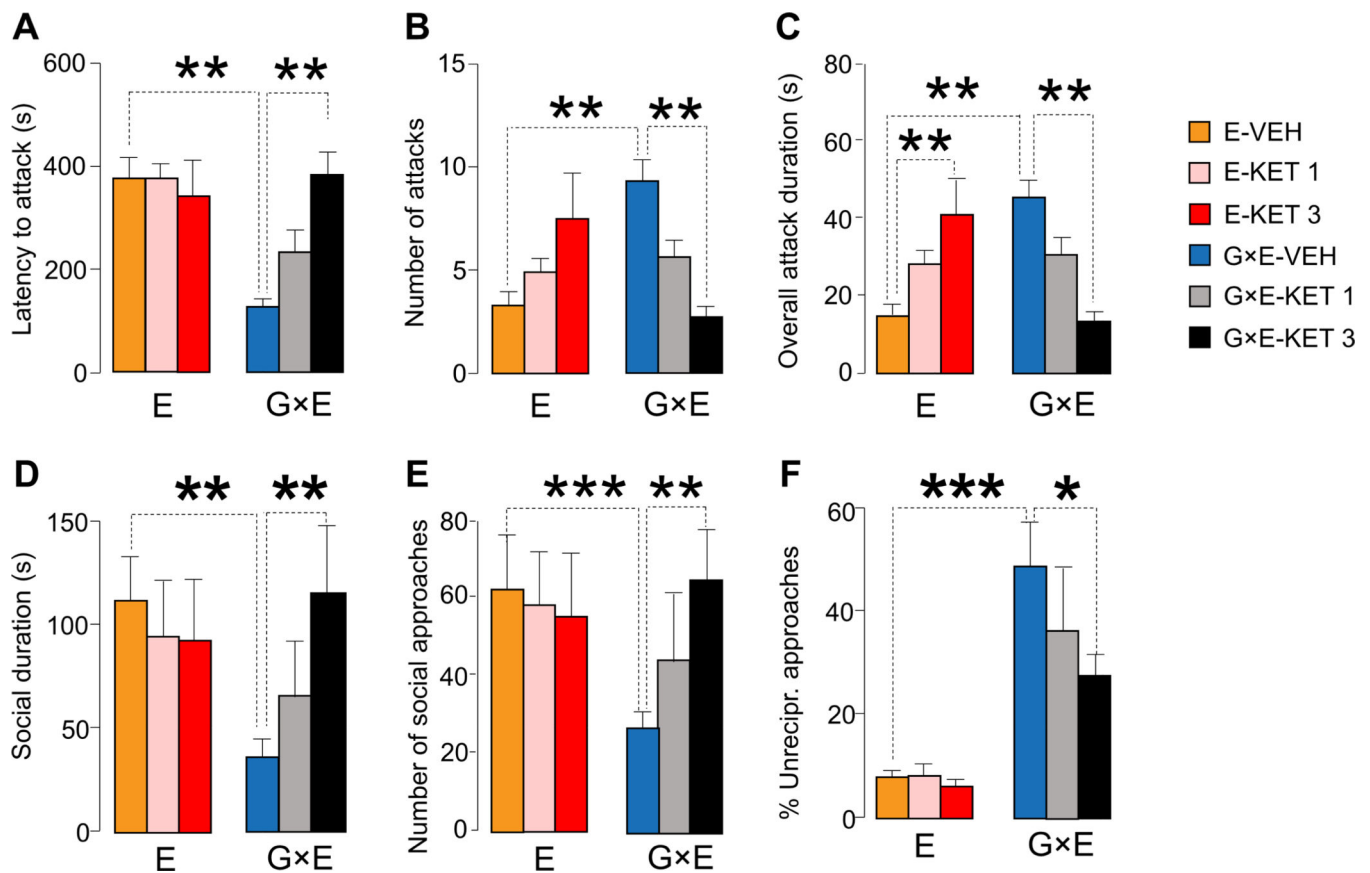 A
Latency to attack (s)
600
400
200
0
**
**
E
G×E
B
Number of attacks
15
10
5
0
**
**
E
G×E
C
Overall attack duration (s)
80
60
40
20
0
**
**
**
E
G×E
E-VEH
E-KET 1
E-KET 3
G×E-VEH
G×E-KET 1
G×E-KET 3
D
Social duration (s)
150
100
50
0
**
**
E
G×E
E
Number of social approaches
80
60
40
20
0
***
**
E
G×E
F
% Unrecipr. approaches
60
40
20
0
***
*
E
G×E